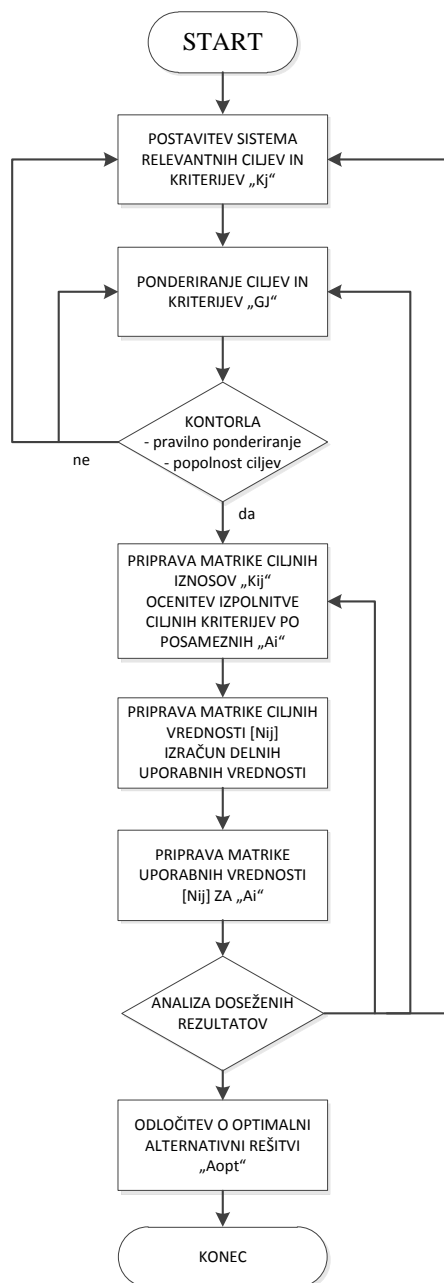 START
POSTAVITEV SISTEMA
RELEVANTNIH CILJEV IN
KRITERIJEV „Kj“
PONDERIRANJE CILJEV IN
KRITERIJEV „GJ“
KONTORLA
- pravilno ponderiranje
- popolnost ciljev
ne
da
PRIPRAVA MATRIKE CILJNIH
IZNOSOV „Kij“
OCENITEV IZPOLNITVE
CILJNIH KRITERIJEV PO
POSAMEZNIH „Ai“
PRIPRAVA MATRIKE CILJNIH
VREDNOSTI [Nij]
IZRAČUN DELNIH
UPORABNIH VREDNOSTI
PRIPRAVA MATRIKE
UPORABNIH VREDNOSTI
[Nij] ZA „Ai“
ANALIZA DOSEŽENIH
REZULTATOV
ODLOČITEV O OPTIMALNI
ALTERNATIVNI REŠITVI
„Aopt“
KONEC